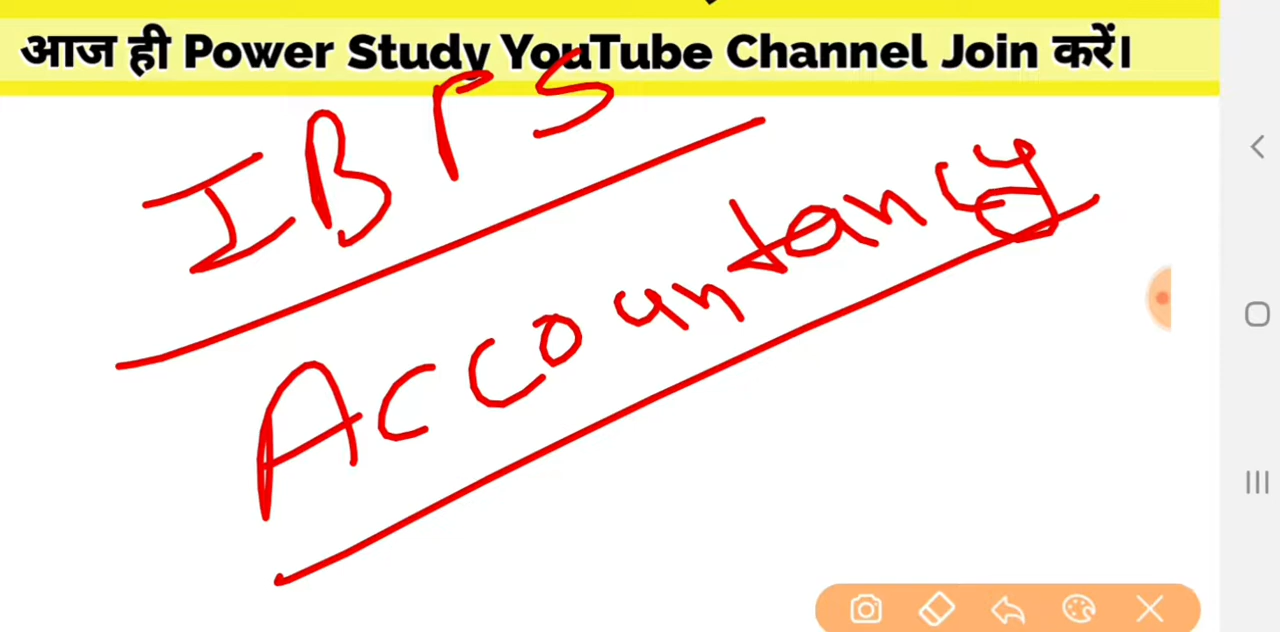 आज ही Power Study YouTube Channel Join करें।
IBPS
Accountancy